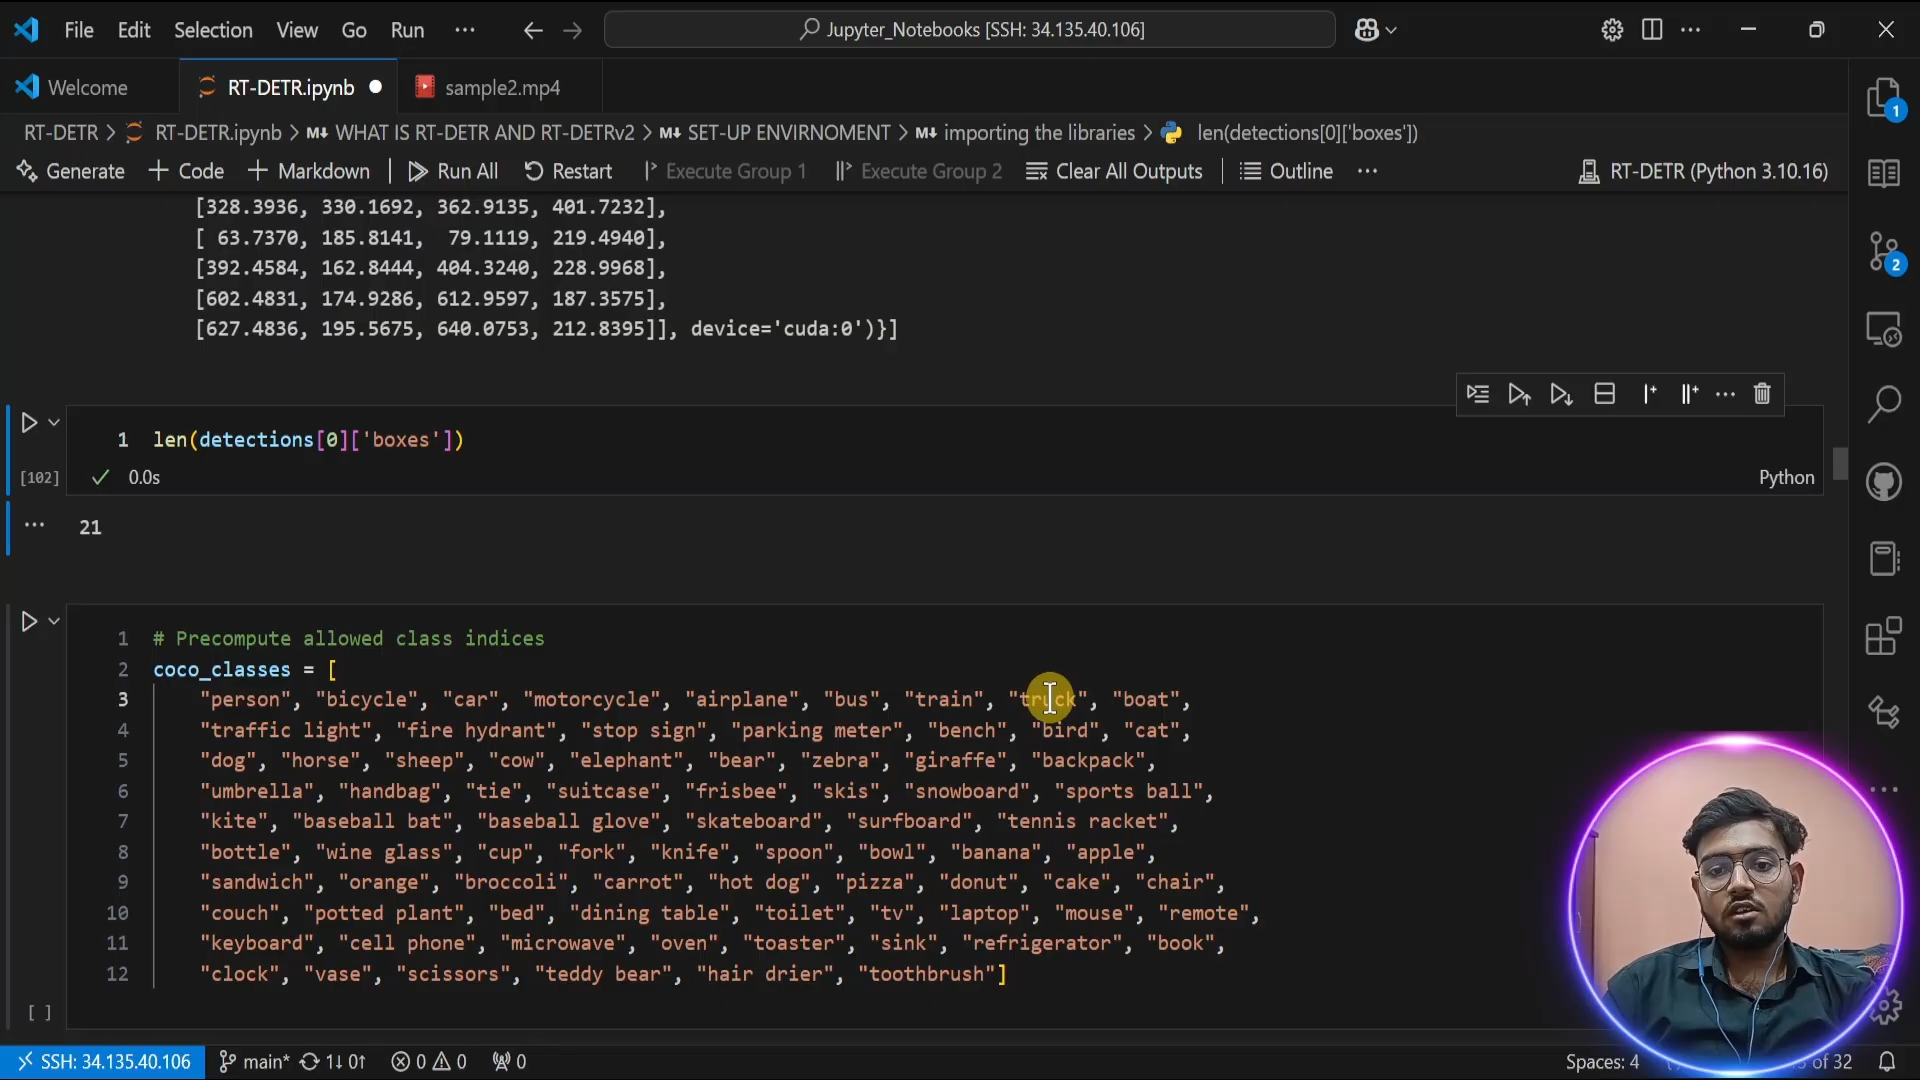 File Edit Selection View Go Run ··· Jupyter_Notebooks [SSH: 34.135.40.106]
Welcome RT-DETR.ipynb sample2.mp4
RT-DETR > RT-DETR.ipynb > M↓ WHAT IS RT-DETR AND RT-DETRv2 > M↓ SET-UP ENVIRNOMENT > M↓ importing the libraries > len(detections[0]['boxes'])
Generate + Code + Markdown Run All Restart Execute Group 1 Execute Group 2 Clear All Outputs Outline ··· RT-DETR (Python 3.10.16)
[328.3936, 330.1692, 362.9135, 401.7232],
[ 63.7370, 185.8141, 79.1119, 219.4940],
[392.4584, 162.8444, 404.3240, 228.9968],
[602.4831, 174.9286, 612.9597, 187.3575],
[627.4836, 195.5675, 640.0753, 212.8395]], device='cuda:0')}]
1 len(detections[0]['boxes'])
[102] 0.0s Python
··· 21
1 # Precompute allowed class indices
2 coco_classes = [
3 "person", "bicycle", "car", "motorcycle", "airplane", "bus", "train", "truck", "boat",
4 "traffic light", "fire hydrant", "stop sign", "parking meter", "bench", "bird", "cat",
5 "dog", "horse", "sheep", "cow", "elephant", "bear", "zebra", "giraffe", "backpack",
6 "umbrella", "handbag", "tie", "suitcase", "frisbee", "skis", "snowboard", "sports ball",
7 "kite", "baseball bat", "baseball glove", "skateboard", "surfboard", "tennis racket",
8 "bottle", "wine glass", "cup", "fork", "knife", "spoon", "bowl", "banana", "apple",
9 "sandwich", "orange", "broccoli", "carrot", "hot dog", "pizza", "donut", "cake", "chair",
10 "couch", "potted plant", "bed", "dining table", "toilet", "tv", "laptop", "mouse", "remote",
11 "keyboard", "cell phone", "microwave", "oven", "toaster", "sink", "refrigerator", "book",
12 "clock", "vase", "scissors", "teddy bear", "hair drier", "toothbrush"]
[ ]
1
2
SSH: 34.135.40.106 main* 1↓ 0↑ 0 0 0 Spaces: 4 of 32